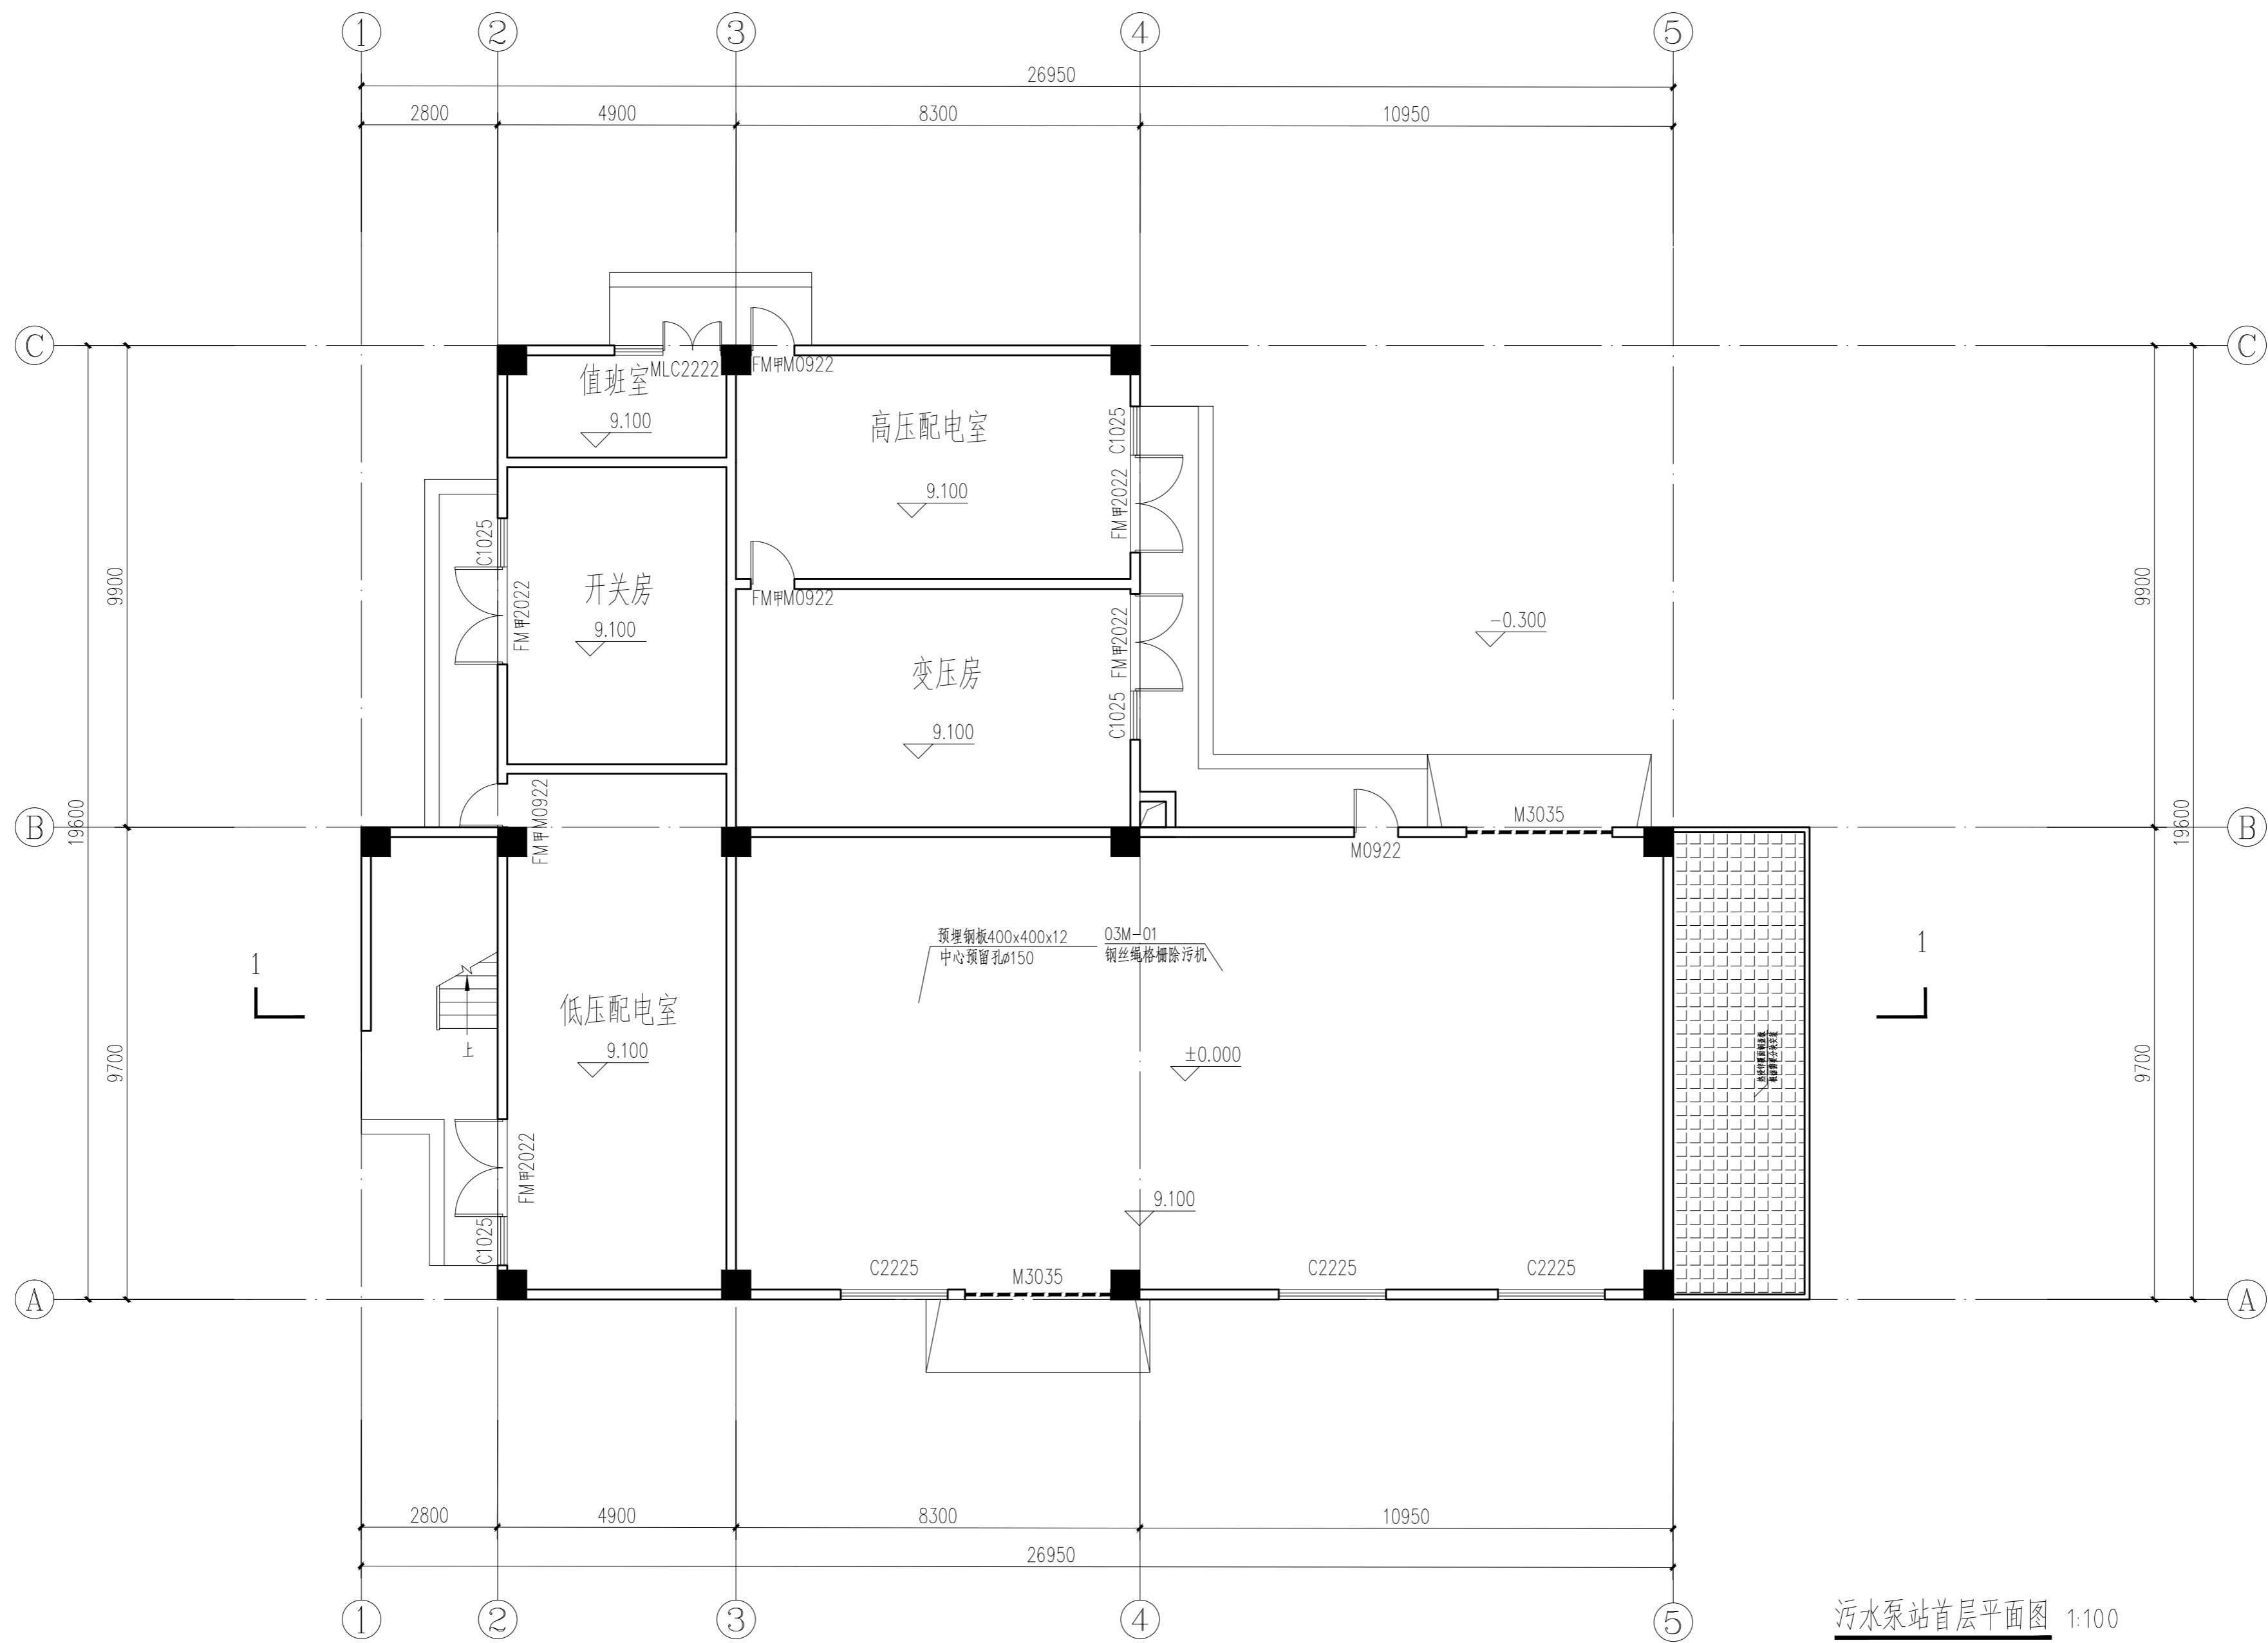 1 2 3 4 5
26950
2800 4900 8300 10950
C C
MLC2222 FM甲M0922
值班室
9.100
高压配电室
C1025
9.100
FM甲2022
C1025
开关房
FM甲2022
9.100
FM甲M0922
FM甲2022
-0.300
变压房
C1025
9.100
9900 9900
19600 19600
FM甲M0922
B B
M3035
M0922
预埋钢板400x400x12
中心预留孔ø150
03M-01
钢丝绳格栅除污机
1 1
低压配电室
上
9.100
±0.000
9700 9700
FM甲2022
9.100
C1025
C2225 M3035 C2225 C2225
A A
2800 4900 8300 10950
26950
1 2 3 4 5
污水泵站首层平面图 1:100